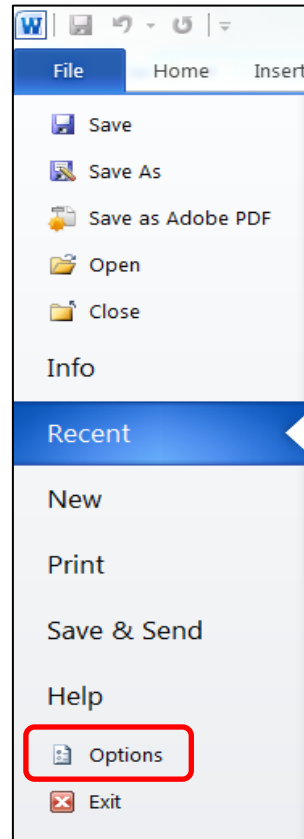 W
File Home Insert
Save
Save As
Save as Adobe PDF
Open
Close
Info
Recent
New
Print
Save & Send
Help
Options
Exit